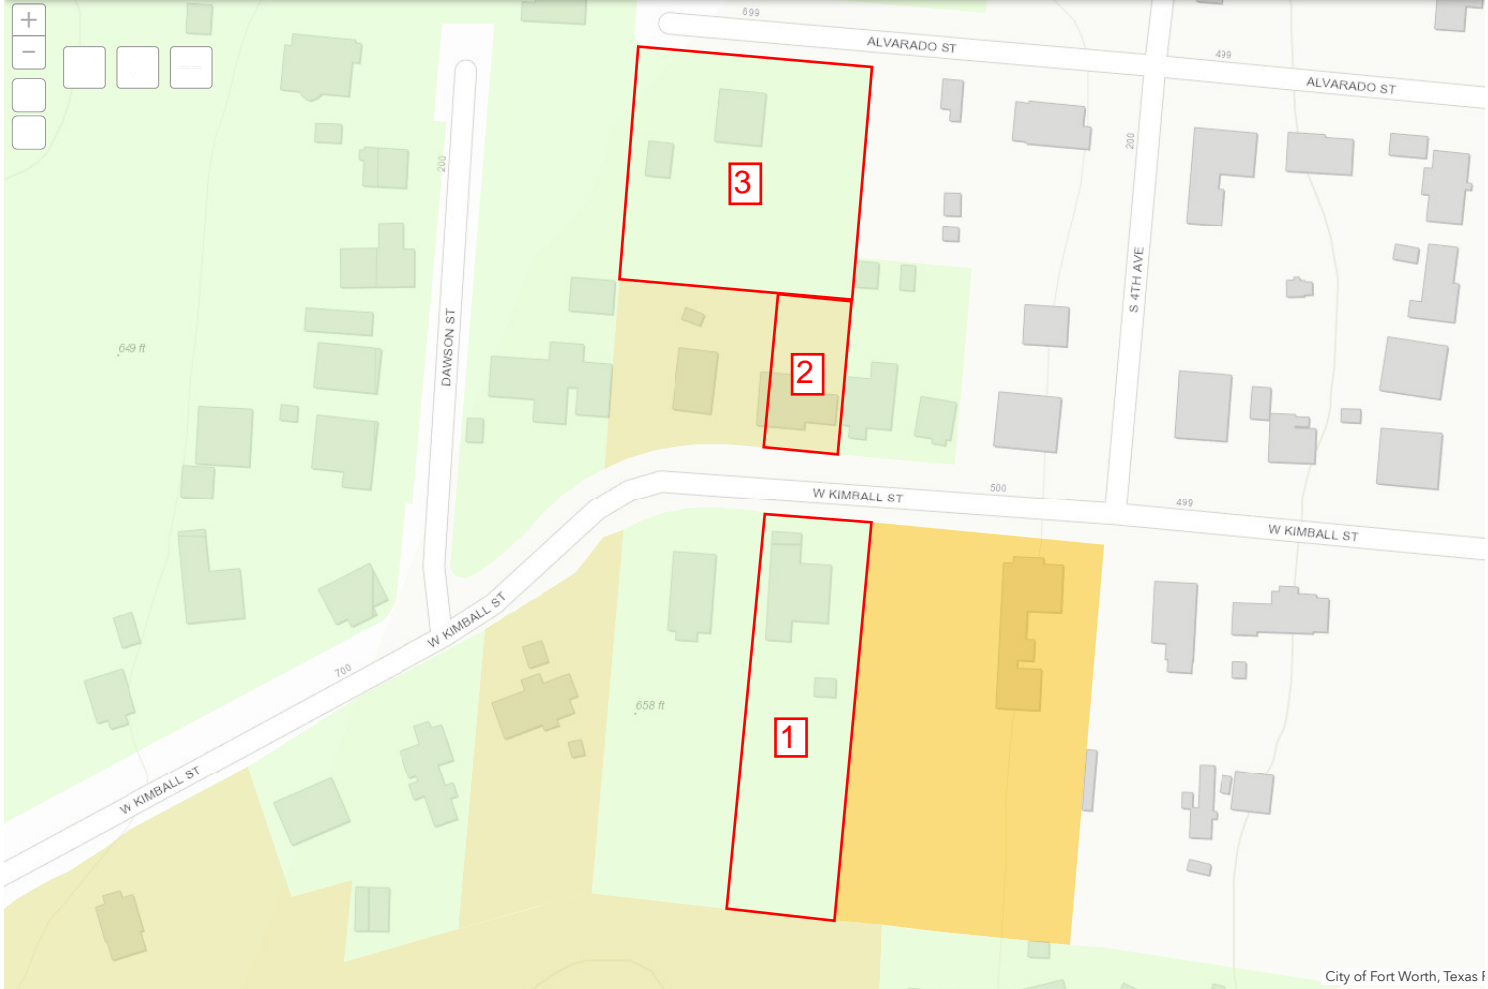 +
699
ALVARADO ST
499
−
ALVARADO ST
200
200
3
S 4TH AVE
DAWSON ST
649 ft
2
W KIMBALL ST
500
499
W KIMBALL ST
W KIMBALL ST
700
658 ft
1
W KIMBALL ST
City of Fort Worth, Texas